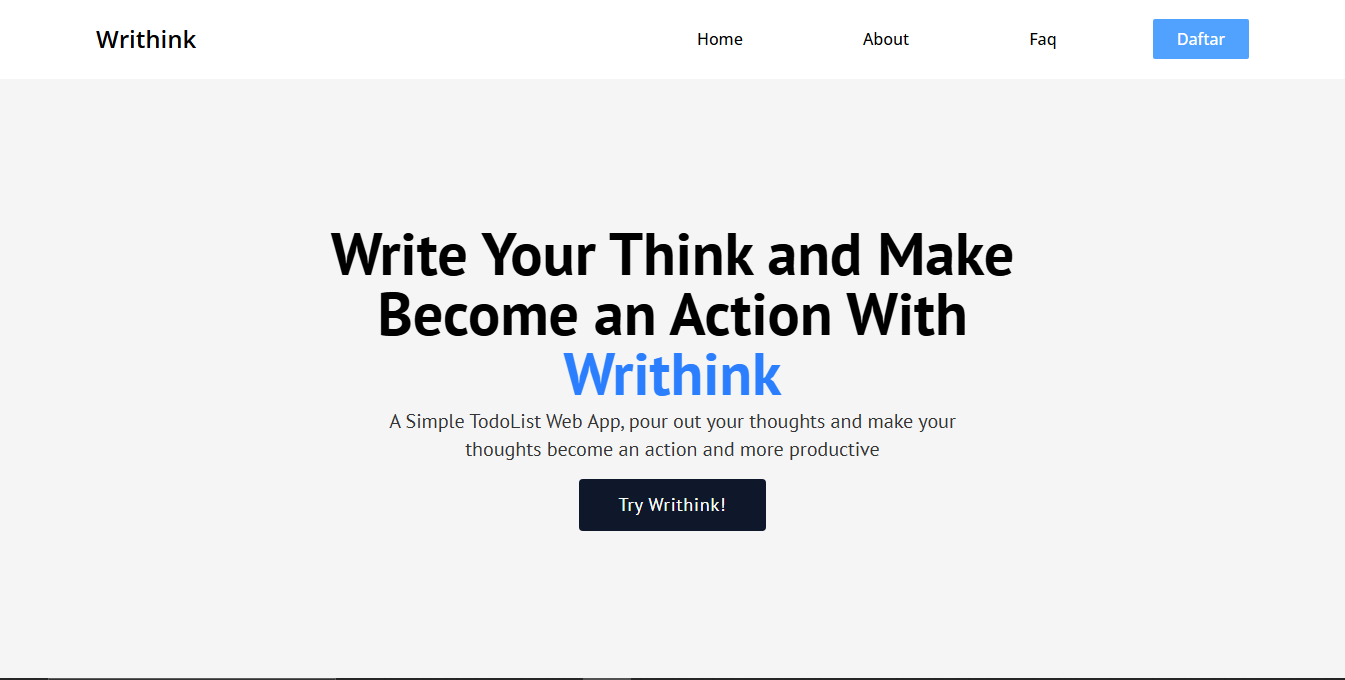 Writhink
Home
About
Faq
Daftar
Write Your Think and Make
Become an Action With
Writhink
A Simple TodoList Web App, pour out your thoughts and make your
thoughts become an action and more productive
Try Writhink!